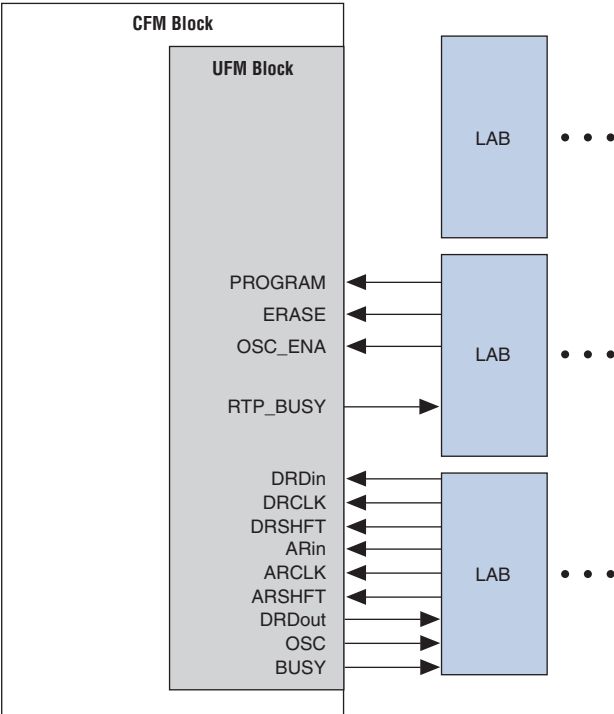 CFM Block
UFM Block
LAB
PROGRAM
ERASE
OSC_ENA
RTP_BUSY
LAB
DRDin
DRCLK
DRSHFT
ARin
ARCLK
ARSHFT
DRDout
OSC
BUSY
LAB